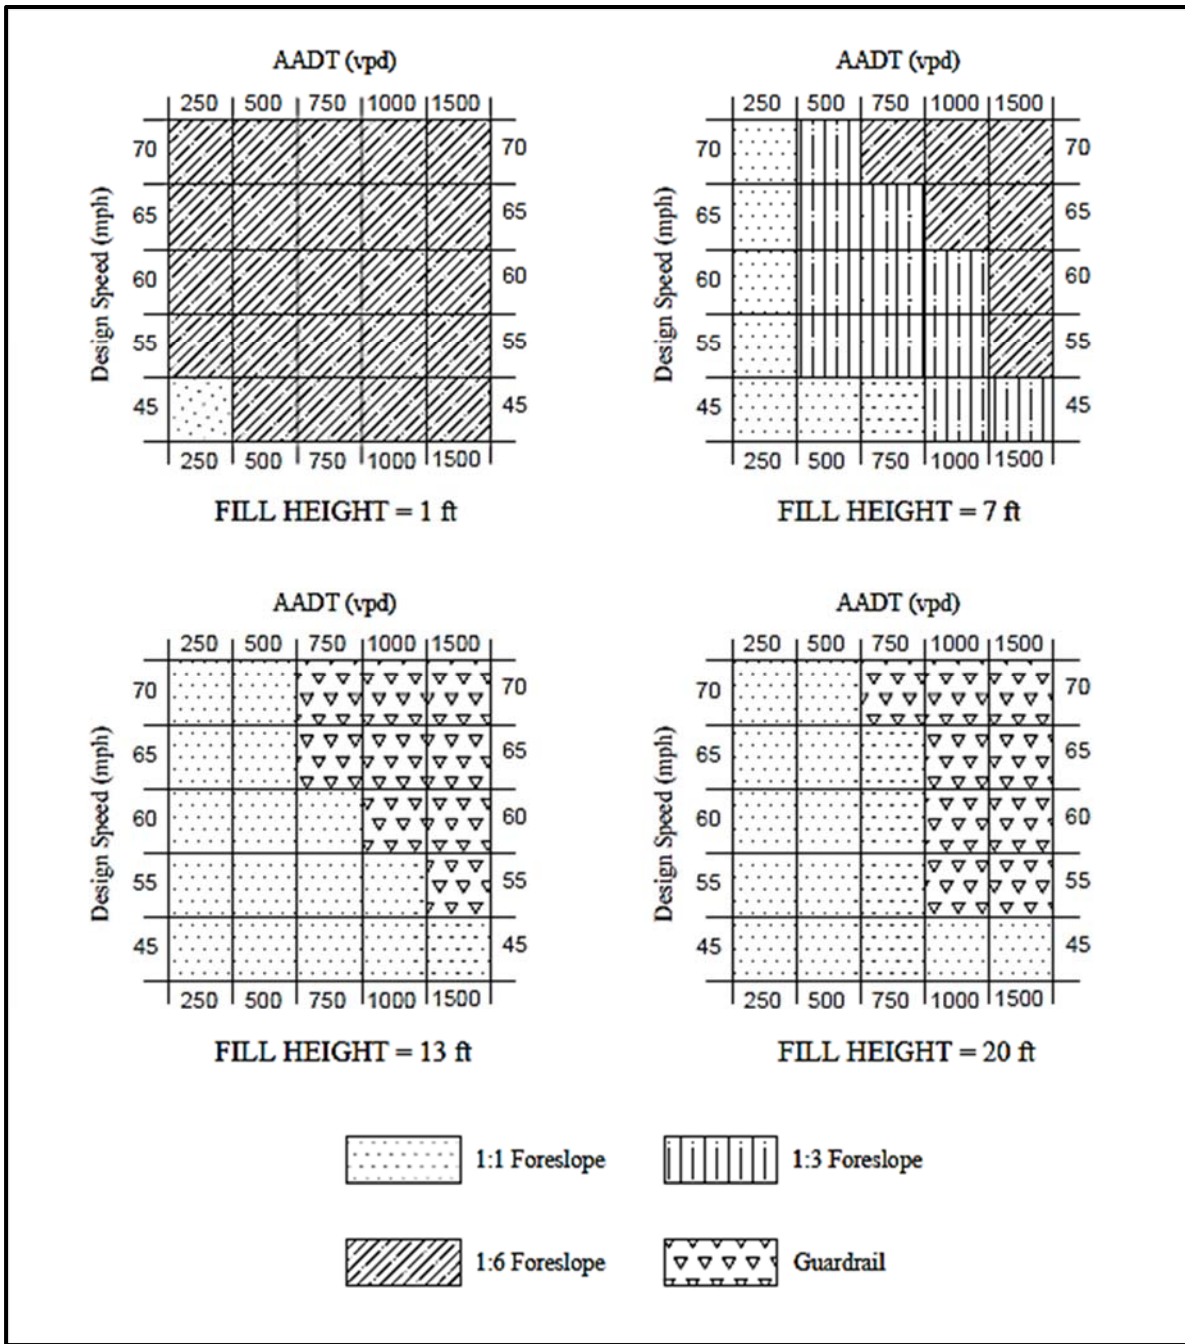 AADT (vpd)
250 500 750 1000 1500
Design Speed (mph)
70 70
65 65
60 60
55 55
45 45
250 500 750 1000 1500
FILL HEIGHT = 1 ft
AADT (vpd)
250 500 750 1000 1500
Design Speed (mph)
70 70
65 65
60 60
55 55
45 45
250 500 750 1000 1500
FILL HEIGHT = 7 ft
AADT (vpd)
250 500 750 1000 1500
Design Speed (mph)
70 70
65 65
60 60
55 55
45 45
250 500 750 1000 1500
FILL HEIGHT = 13 ft
AADT (vpd)
250 500 750 1000 1500
Design Speed (mph)
70 70
65 65
60 60
55 55
45 45
250 500 750 1000 1500
FILL HEIGHT = 20 ft
1:1 Foreslope
1:3 Foreslope
1:6 Foreslope
Guardrail